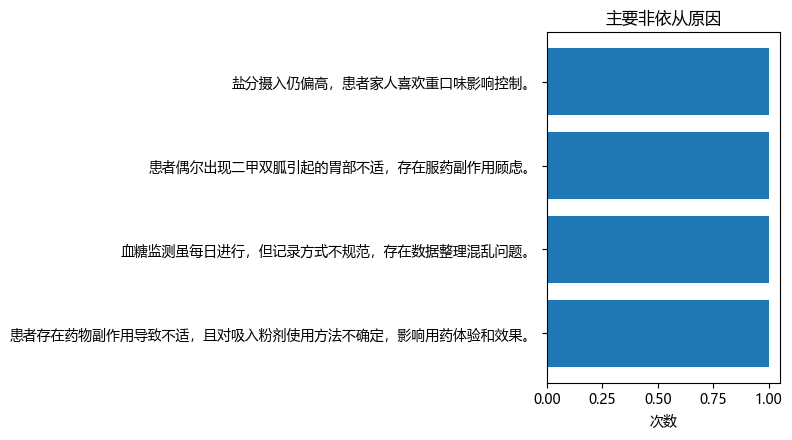 主要非依从原因
盐分摄入仍偏高，患者家人喜欢重口味影响控制。
患者偶尔出现二甲双胍引起的胃部不适，存在服药副作用顾虑。
血糖监测虽每日进行，但记录方式不规范，存在数据整理混乱问题。
患者存在药物副作用导致不适，且对吸入粉剂使用方法不确定，影响用药体验和效果。
0.00 0.25 0.50 0.75 1.00
次数